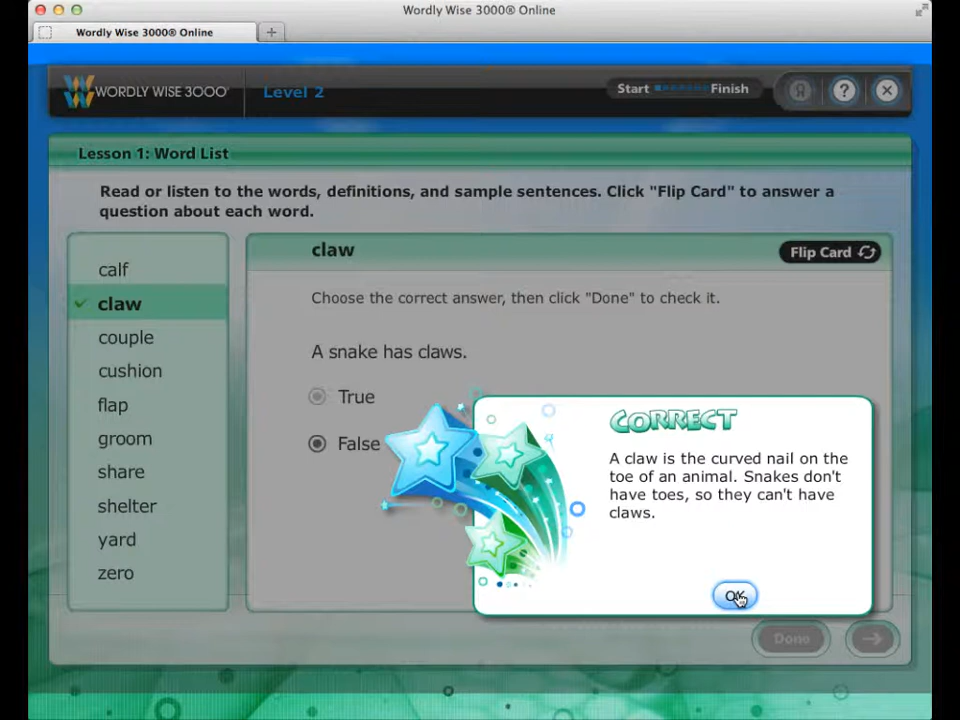 Wordly Wise 3000® Online
Wordly Wise 3000® Online
WORDLY WISE 3000®
Level 2
Start
Finish
?
Lesson 1: Word List
Read or listen to the words, definitions, and sample sentences. Click "Flip Card" to answer a
question about each word.
calf
claw
couple
cushion
flap
groom
share
shelter
yard
zero
claw
Flip Card
Choose the correct answer, then click "Done" to check it.
A snake has claws.
True
False
CORRECT
A claw is the curved nail on the
toe of an animal. Snakes don't
have toes, so they can't have
claws.
OK
Done